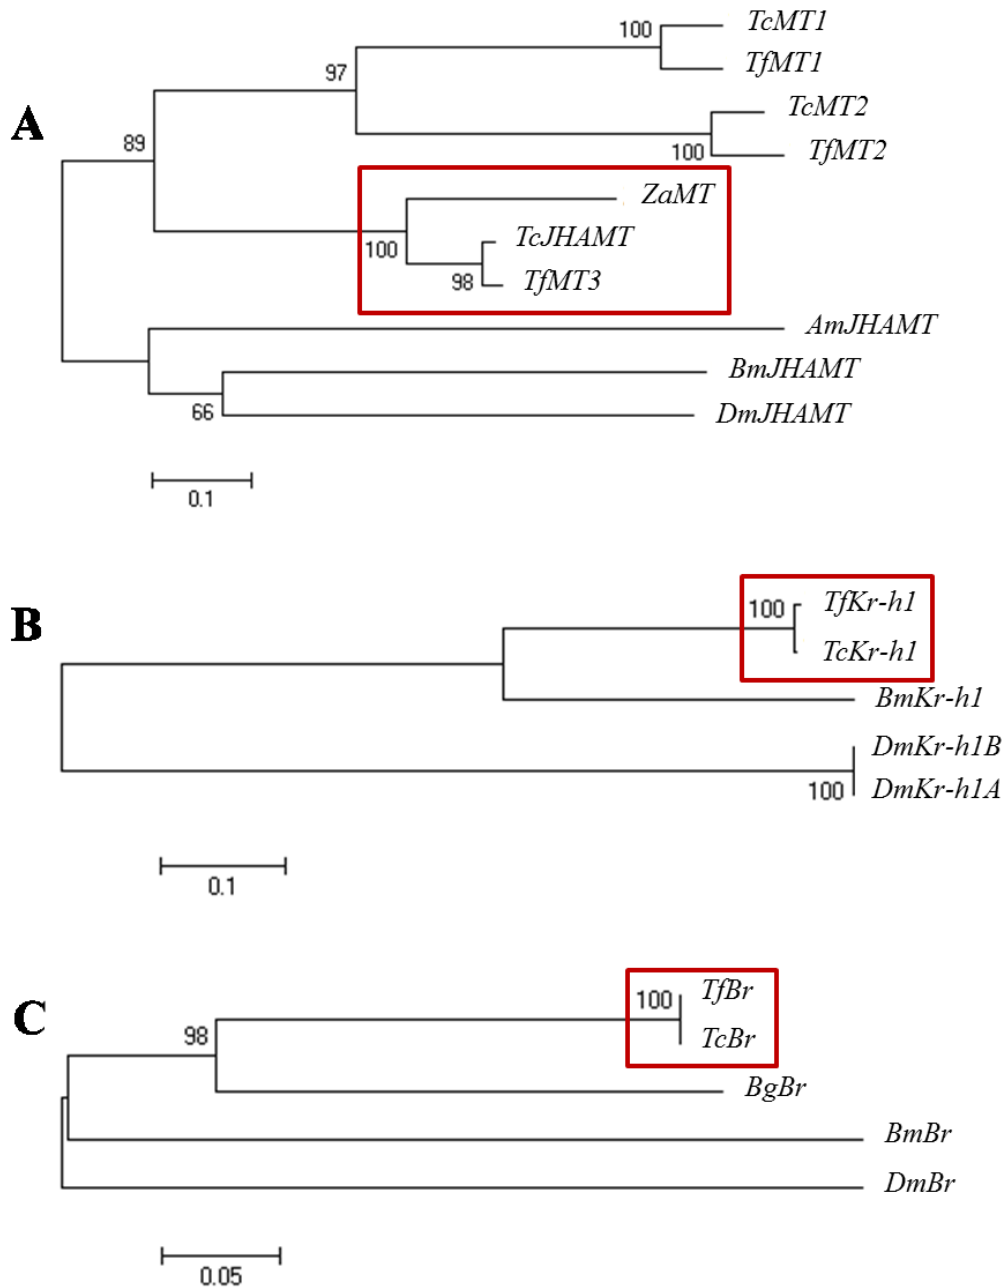 100
TcMT1
TfMT1
97
A
TcMT2
89
100
TfMT2
ZaMT
100
TcJHAMT
98
TfMT3
AmJHAMT
BmJHAMT
66
DmJHAMT
0.1
B
100
TfKr-h1
TcKr-h1
BmKr-h1
DmKr-h1B
100
DmKr-h1A
0.1
C
100
TfBr
98
TcBr
BgBr
BmBr
DmBr
0.05